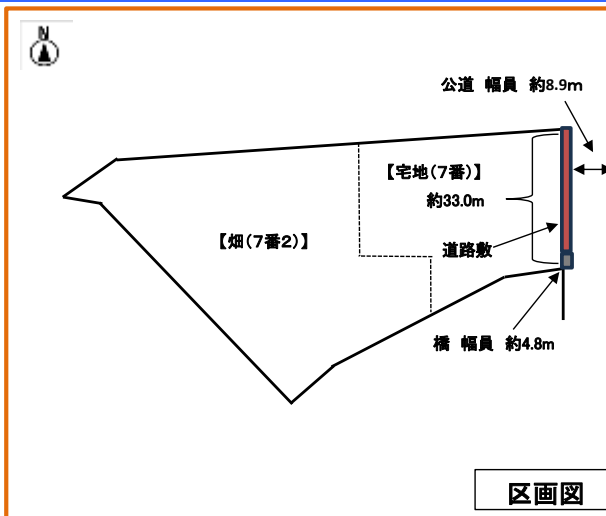 N
公道 幅員 約8.9m
【宅地(7番)】
約33.0m
【畑(7番2)】
道路敷
橋 幅員 約4.8m
区画図